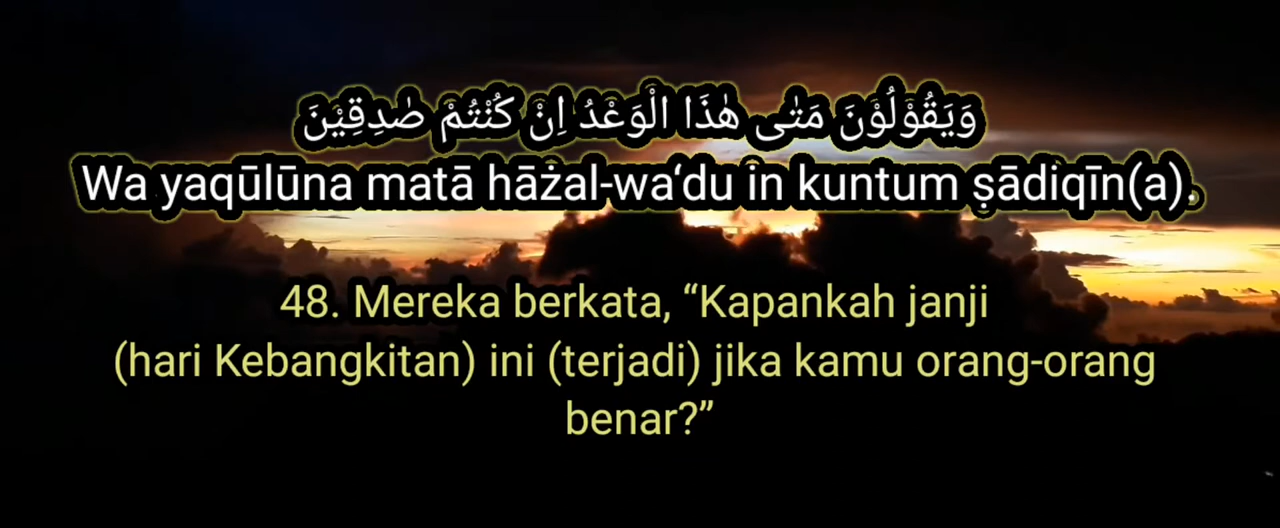 وَيَقُوْلُوْنَ مَتٰى هٰذَا الْوَعْدُ اِنْ كُنْتُمْ صٰدِقِيْنَ
Wa yaqūlūna matā hāżal-wa‘du in kuntum ṣādiqīn(a).
48. Mereka berkata, “Kapankah janji
(hari Kebangkitan) ini (terjadi) jika kamu orang-orang
benar?”